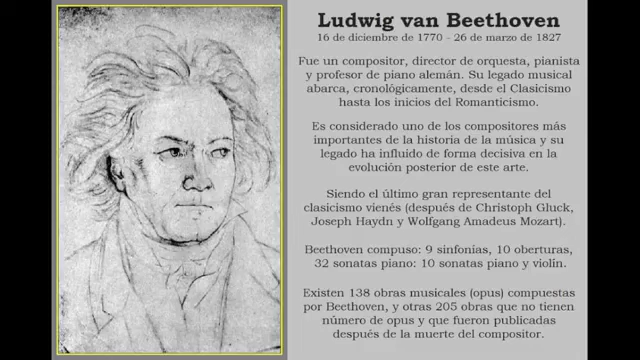 Ludwig van Beethoven
16 de diciembre de 1770 - 26 de marzo de 1827
Fue un compositor, director de orquesta, pianista
y profesor de piano alemán. Su legado musical
abarca, cronológicamente, desde el Clasicismo
hasta los inicios del Romanticismo.
Es considerado uno de los compositores más
importantes de la historia de la música y su
legado ha influido de forma decisiva en la
evolución posterior de este arte.
Siendo el último gran representante del
clasicismo vienés (después de Christoph Gluck,
Joseph Haydn y Wolfgang Amadeus Mozart).
Beethoven compuso: 9 sinfonías, 10 oberturas,
32 sonatas piano: 10 sonatas piano y violín.
Existen 138 obras musicales (opus) compuestas
por Beethoven, y otras 205 obras que no tienen
número de opus y que fueron publicadas
después de la muerte del compositor.